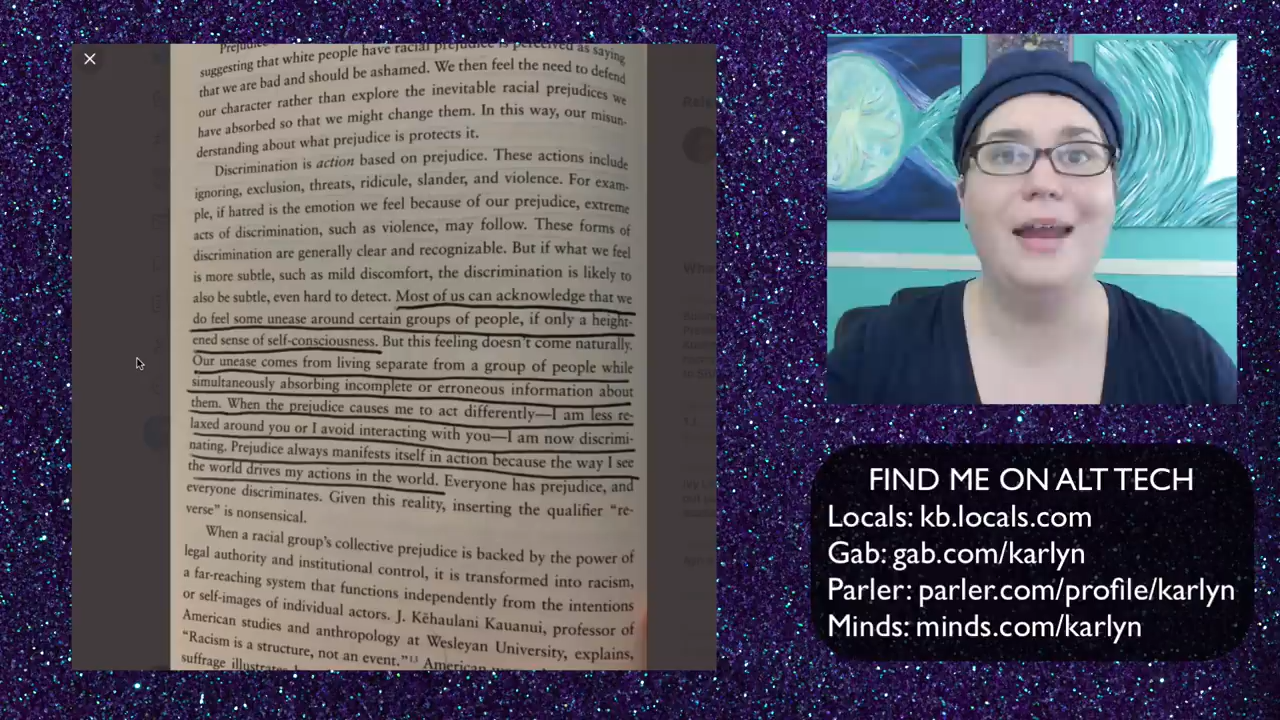 Prejudice
suggesting that white people have racial prejudice is perceived as saying
that we are bad and should be ashamed. We then feel the need to defend
our character rather than explore the inevitable racial prejudices we
have absorbed so that we might change them. In this way, our misun-
derstanding about what prejudice is protects it.
Discrimination is action based on prejudice. These actions include
ignoring, exclusion, threats, ridicule, slander, and violence. For exam-
ple, if hatred is the emotion we feel because of our prejudice, extreme
acts of discrimination, such as violence, may follow. These forms of
discrimination are generally clear and recognizable. But if what we feel
is more subtle, such as mild discomfort, the discrimination is likely to
also be subtle, even hard to detect. Most of us can acknowledge that we
do feel some unease around certain groups of people, if only a height-
ened sense of self-consciousness. But this feeling doesn't come naturally.
Our unease comes from living separate from a group of people while
simultaneously absorbing incomplete or erroneous information about
them. When the prejudice causes me to act differently—I am less re-
laxed around you or I avoid interacting with you—I am now discrimi-
nating. Prejudice always manifests itself in action because the way I see
the world drives my actions in the world. Everyone has prejudice, and
everyone discriminates. Given this reality, inserting the qualifier "re-
verse" is nonsensical.
When a racial group's collective prejudice is backed by the power of
legal authority and institutional control, it is transformed into racism,
a far-reaching system that functions independently from the intentions
or self-images of individual actors. J. Kēhaulani Kauanui, professor of
American studies and anthropology at Wesleyan University, explains,
"Racism is a structure, not an event."13 American
suffrage illustrates
FIND ME ON ALT TECH
Locals: kb.locals.com
Gab: gab.com/karlyn
Parler: parler.com/profile/karlyn
Minds: minds.com/karlyn